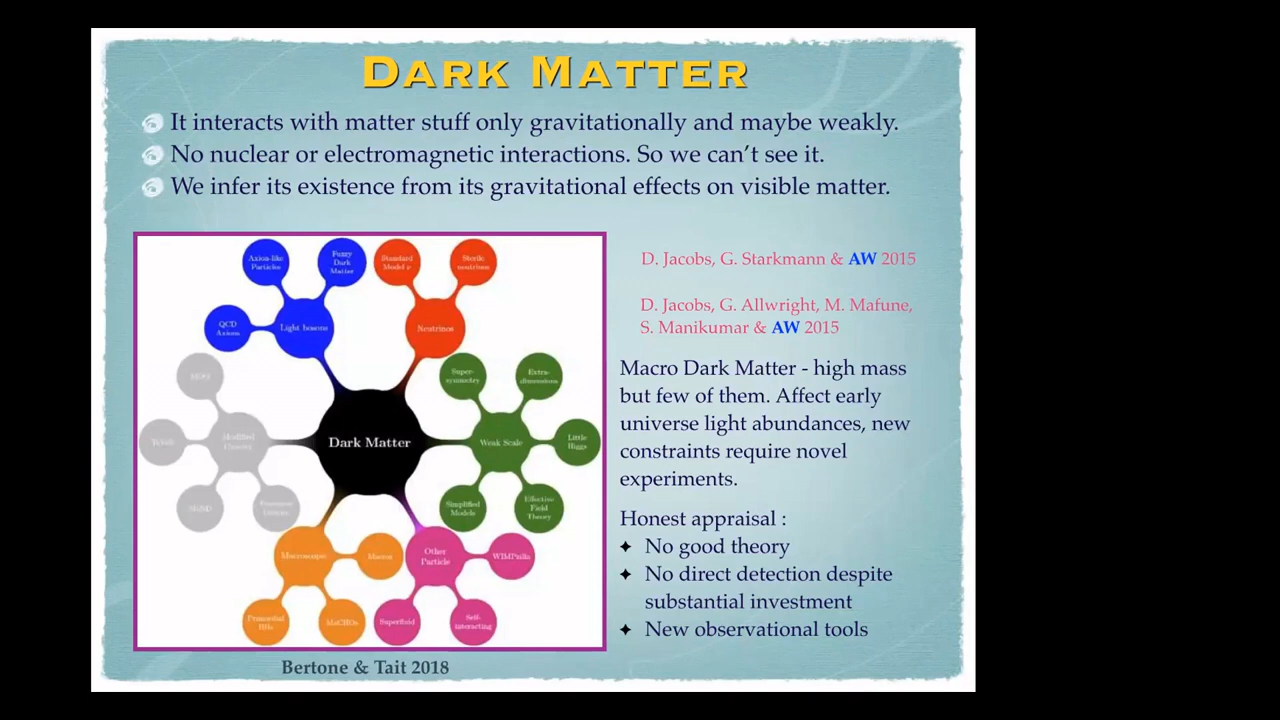 DARK MATTER
It interacts with matter stuff only gravitationally and maybe weakly.
No nuclear or electromagnetic interactions. So we can't see it.
We infer its existence from its gravitational effects on visible matter.
Axion-like
Particles
Fuzzy
Dark
Matter
Standard
Model ν
Sterile
neutrinos
QCD
Axions
Light bosons
Neutrinos
Super-
symmetry
Extra-
dimensions
Modified
Dark Matter
Weak Scale
Little
Higgs
Simplified
Models
Effective
Field
Theory
Macroscopic
Macros
Other
Particle
WIMPzilla
Primordial
BHs
MaCHOs
Superfluid
Self-
interacting
Bertone & Tait 2018
D. Jacobs, G. Starkmann & AW 2015
D. Jacobs, G. Allwright, M. Mafune,
S. Manikumar & AW 2015
Macro Dark Matter - high mass
but few of them. Affect early
universe light abundances, new
constraints require novel
experiments.
Honest appraisal :
No good theory
No direct detection despite
substantial investment
New observational tools